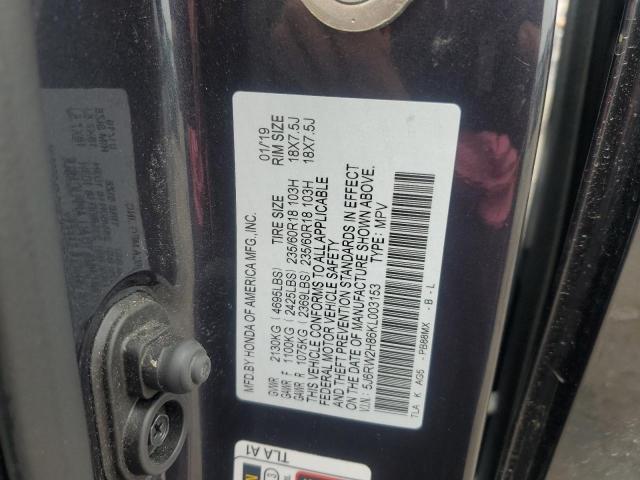 MFD.BY HONDA OF AMERICA MFG.,INC. 01/19
TIRE SIZE RIM SIZE
GVWR 2130KG ( 4695LBS)
GAWR F 1100KG ( 2425LBS) 235/60R18 103H 18X7.5J
GAWR R 1075KG ( 2369LBS) 235/60R18 103H 18X7.5J
THIS VEHICLE CONFORMS TO ALL APPLICABLE
FEDERAL MOTOR VEHICLE SAFETY
AND THEFT PREVENTION STANDARDS IN EFFECT
ON THE DATE OF MANUFACTURE SHOWN ABOVE.
V.I.N.: 5J6RW2H86KL003153 TYPE: MPV
TLA K AG5 - PB68MX - B - L
TLA A1